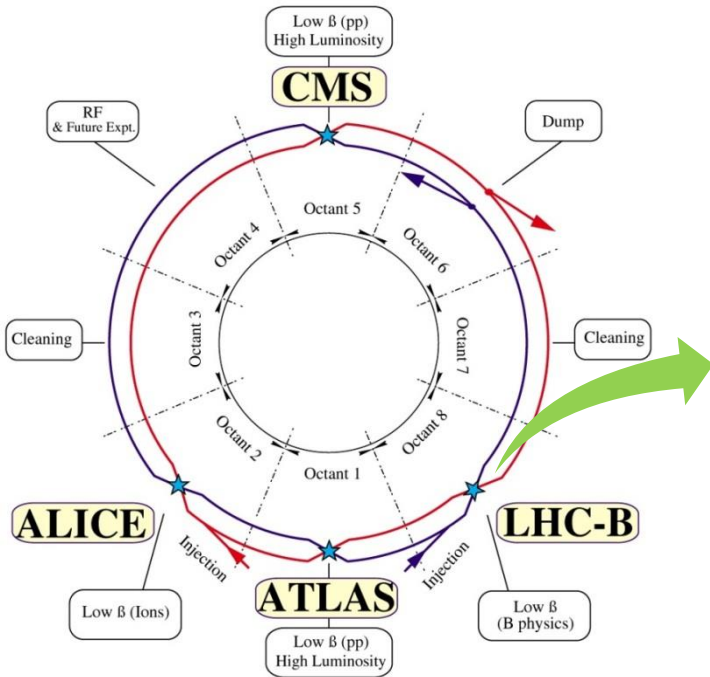 Low ß (pp)
High Luminosity
CMS
RF
& Future Expt.
Dump
Octant 5
Octant 4
Octant 6
Cleaning
Octant 3
Octant 7
Cleaning
Octant 2
Octant 8
Octant 1
ALICE
LHC-B
Injection
Injection
ATLAS
Low ß (Ions)
Low ß
(B physics)
Low ß (pp)
High Luminosity